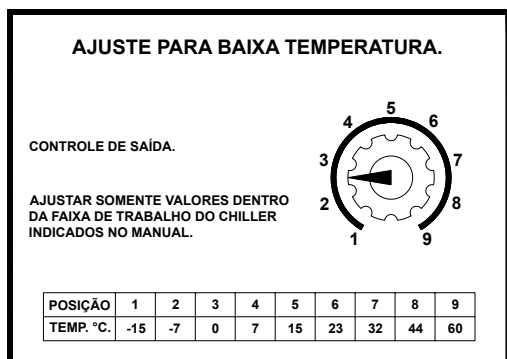 AJUSTE PARA BAIXA TEMPERATURA.
CONTROLE DE SAÍDA.
AJUSTAR SOMENTE VALORES DENTRO
DA FAIXA DE TRABALHO DO CHILLER
INDICADOS NO MANUAL.
1 2 3 4 5 6 7 8 9
POSIÇÃO 1 2 3 4 5 6 7 8 9
TEMP. °C. -15 -7 0 7 15 23 32 44 60